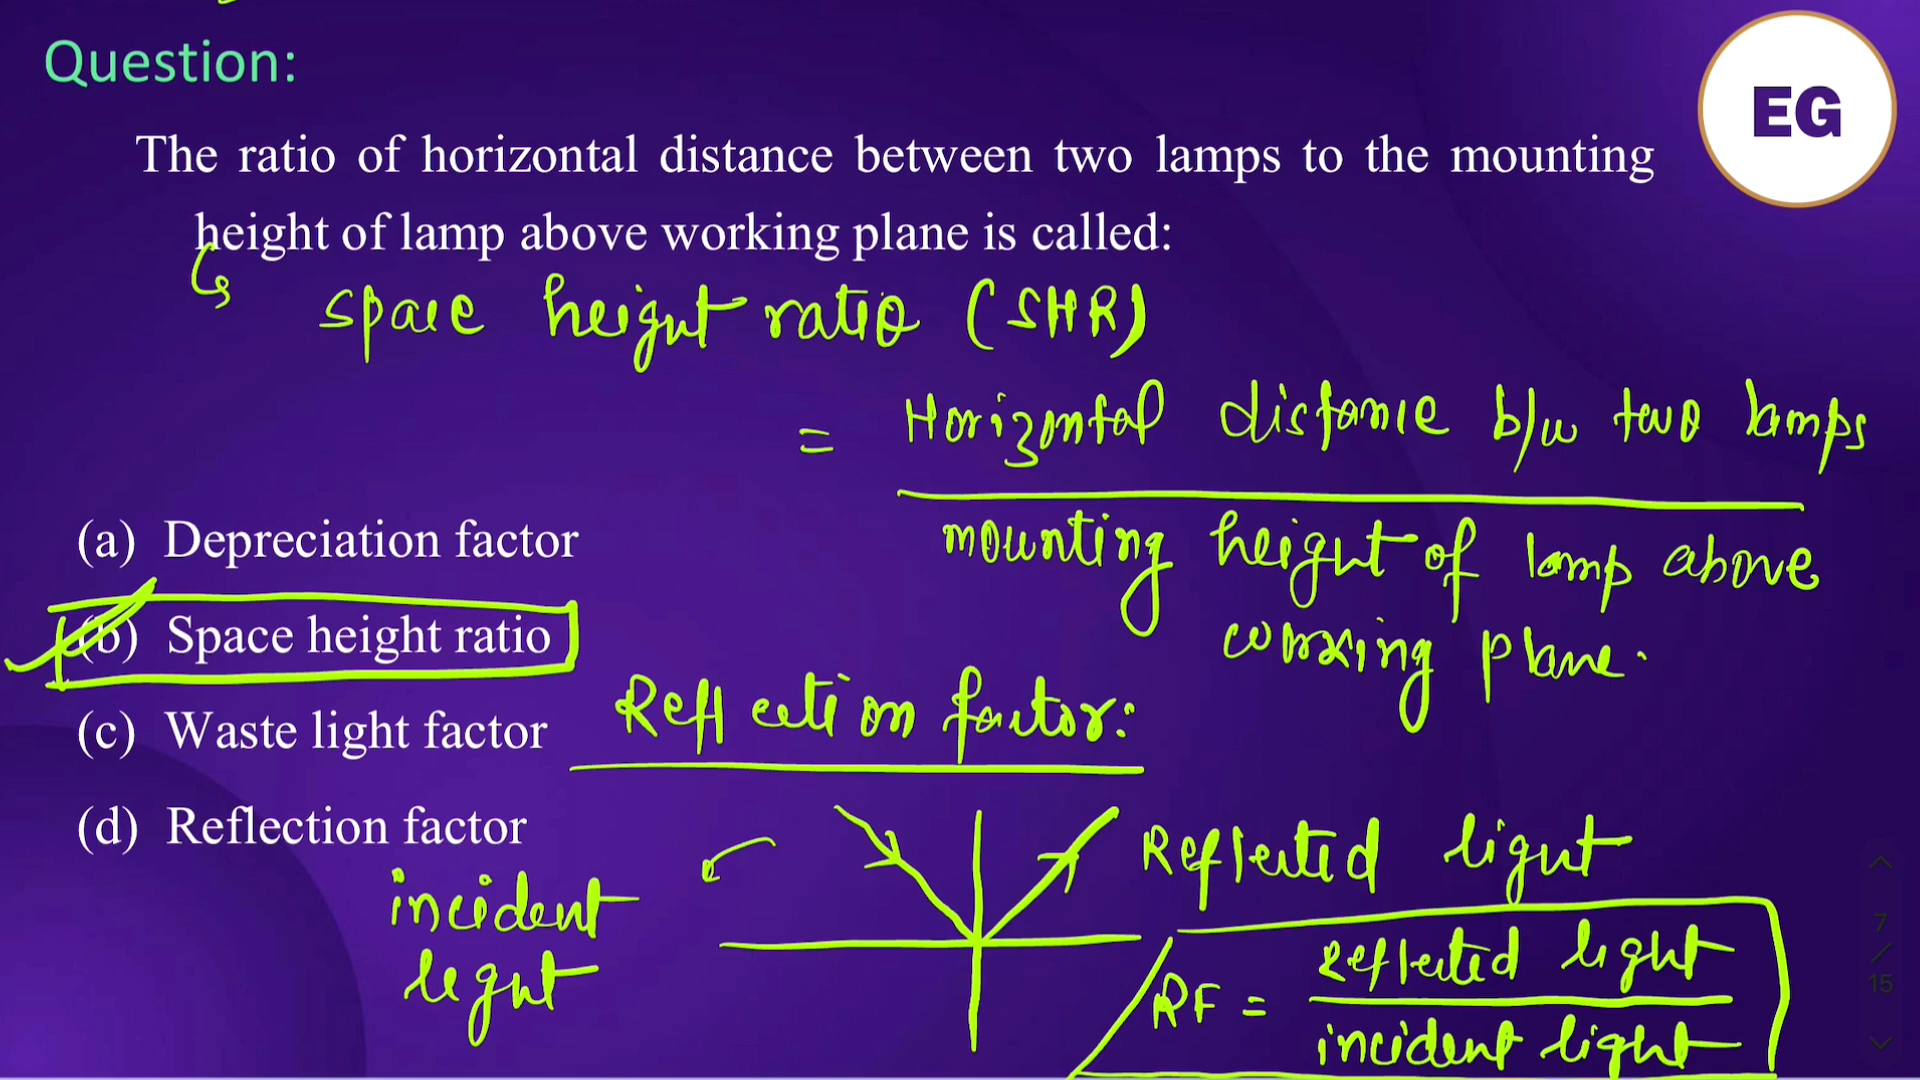 Question:
EG
The ratio of horizontal distance between two lamps to the mounting
height of lamp above working plane is called:
space height ratio (SHR)
= Horizontal distance b/w two lamps
mounting height of lamp above
working plane.
(a) Depreciation factor
(b) Space height ratio
(c) Waste light factor
Reflection factor:
(d) Reflection factor
Reflected light
incident
light
RF = Reflected light
incident light
7
/
15